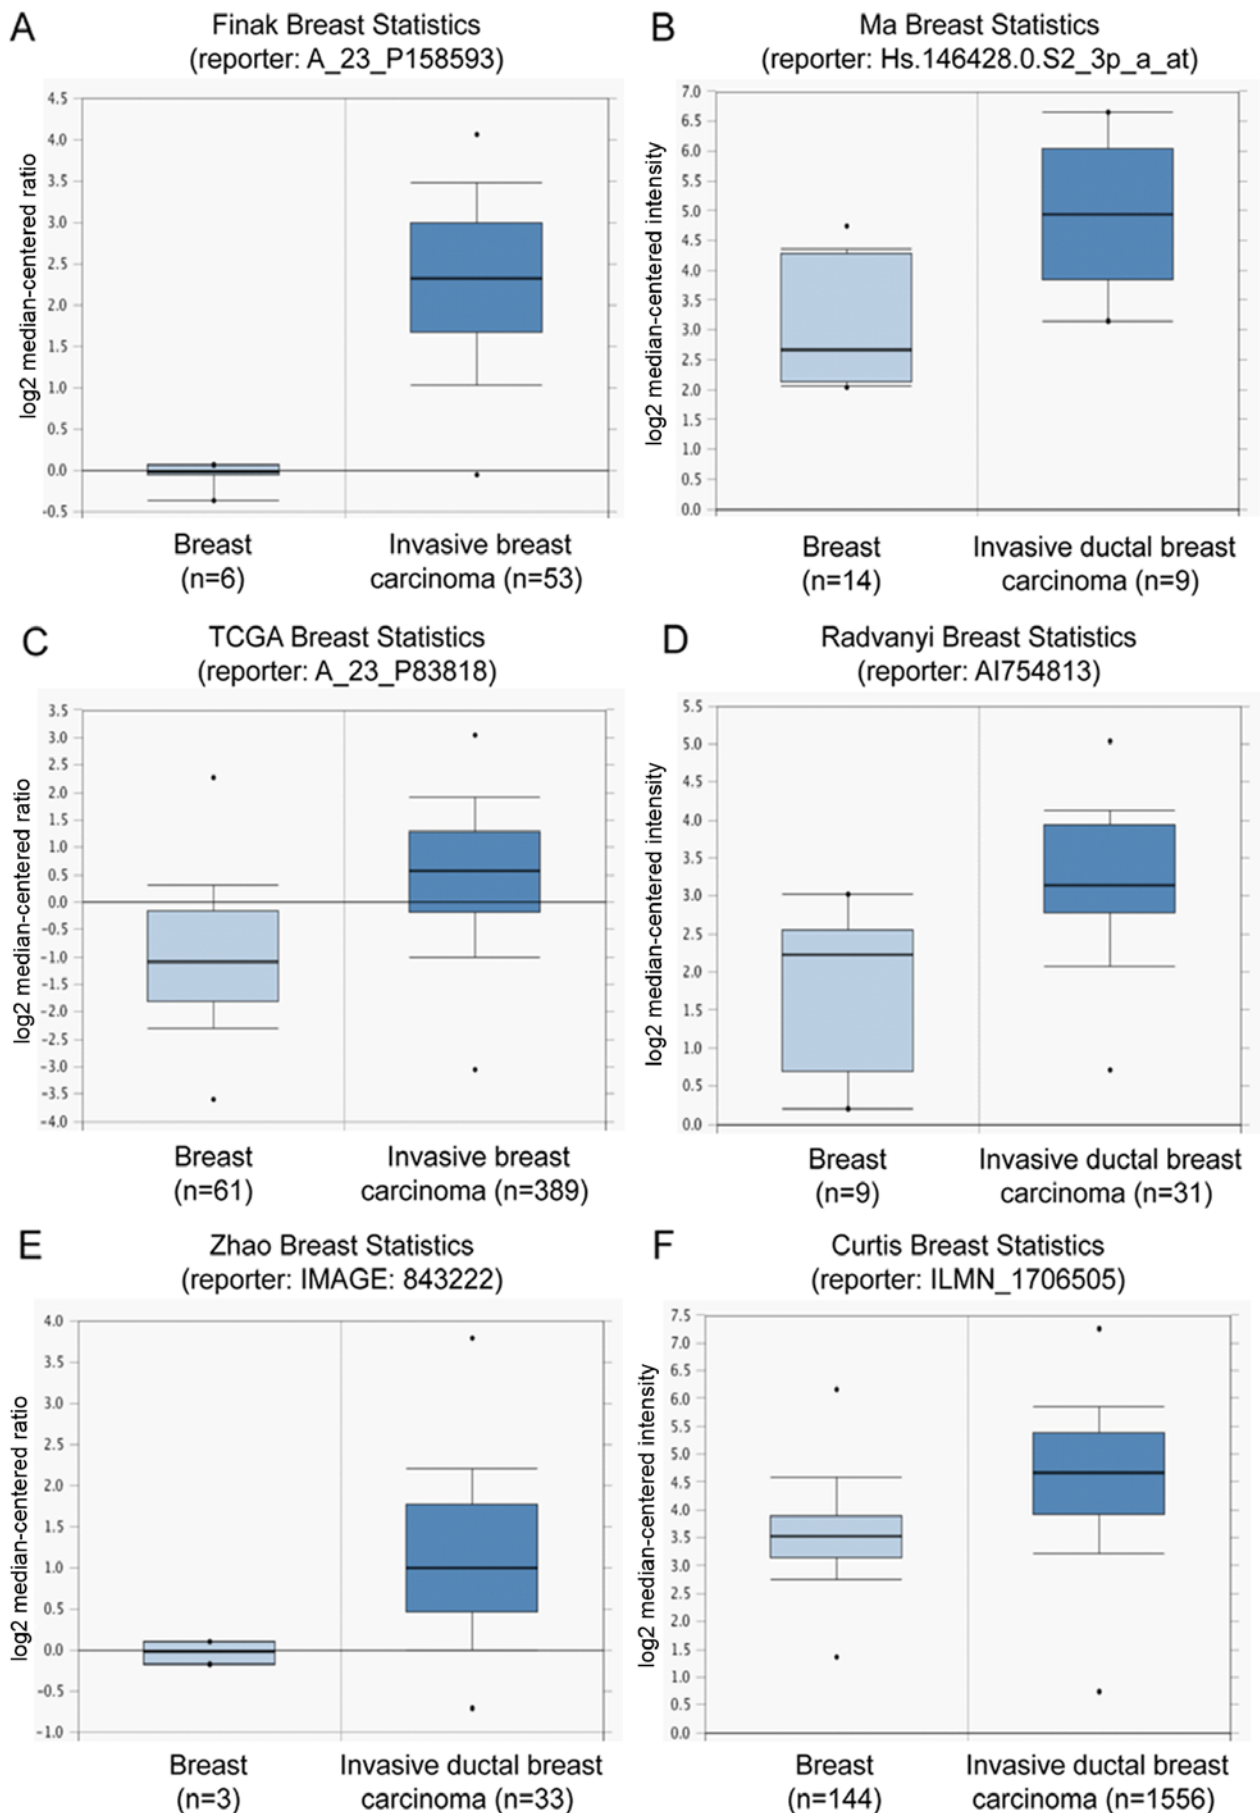 A
Finak Breast Statistics
(reporter: A_23_P158593)
log2 median-centered ratio
4.5
4.0
3.5
3.0
2.5
2.0
1.5
1.0
0.5
0.0
-0.5
Breast
(n=6)
Invasive breast
carcinoma (n=53)
B
Ma Breast Statistics
(reporter: Hs.146428.0.S2_3p_a_at)
log2 median-centered intensity
7.0
6.5
6.0
5.5
5.0
4.5
4.0
3.5
3.0
2.5
2.0
1.5
1.0
0.5
0.0
Breast
(n=14)
Invasive ductal breast
carcinoma (n=9)
C
TCGA Breast Statistics
(reporter: A_23_P83818)
log2 median-centered ratio
3.5
3.0
2.5
2.0
1.5
1.0
0.5
0.0
-0.5
-1.0
-1.5
-2.0
-2.5
-3.0
-3.5
-4.0
Breast
(n=61)
Invasive breast
carcinoma (n=389)
D
Radvanyi Breast Statistics
(reporter: AI754813)
log2 median-centered intensity
5.5
5.0
4.5
4.0
3.5
3.0
2.5
2.0
1.5
1.0
0.5
0.0
Breast
(n=9)
Invasive ductal breast
carcinoma (n=31)
E
Zhao Breast Statistics
(reporter: IMAGE: 843222)
log2 median-centered ratio
4.0
3.5
3.0
2.5
2.0
1.5
1.0
0.5
0.0
-0.5
-1.0
Breast
(n=3)
Invasive ductal breast
carcinoma (n=33)
F
Curtis Breast Statistics
(reporter: ILMN_1706505)
log2 median-centered intensity
7.5
7.0
6.5
6.0
5.5
5.0
4.5
4.0
3.5
3.0
2.5
2.0
1.5
1.0
0.5
0.0
Breast
(n=144)
Invasive ductal breast
carcinoma (n=1556)